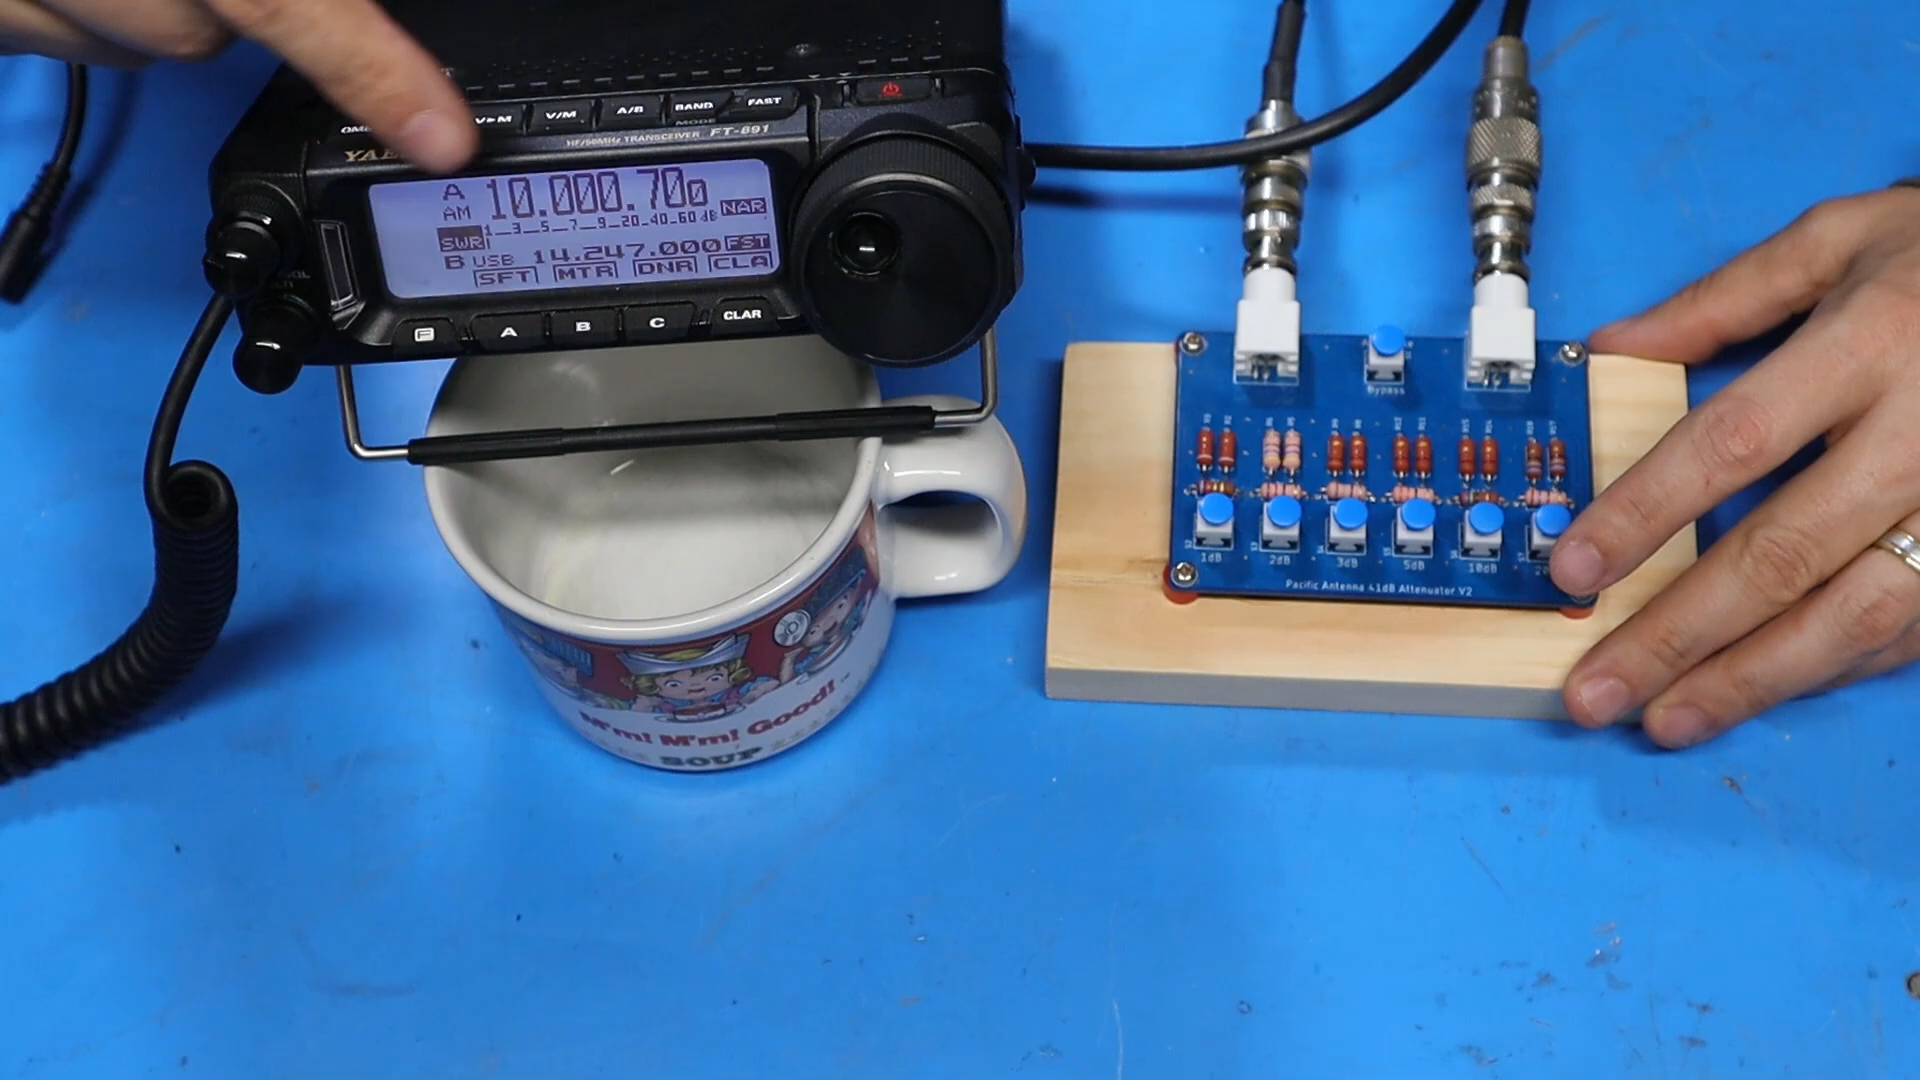 V►M V/M A/B BAND FAST
MODE
HF/50MHz TRANSCEIVER FT-891
A 10.000.700
AM NAR
1 3 5 7 9 20 40 60 dB
SWR
B USB 14.247.000 FST
SFT MTR DNR CLA
F A B C CLAR
Bypass
1dB 2dB 3dB 5dB 10dB
Pacific Antenna 41dB Attenuator V2
M'm! M'm! Good!
SOUP